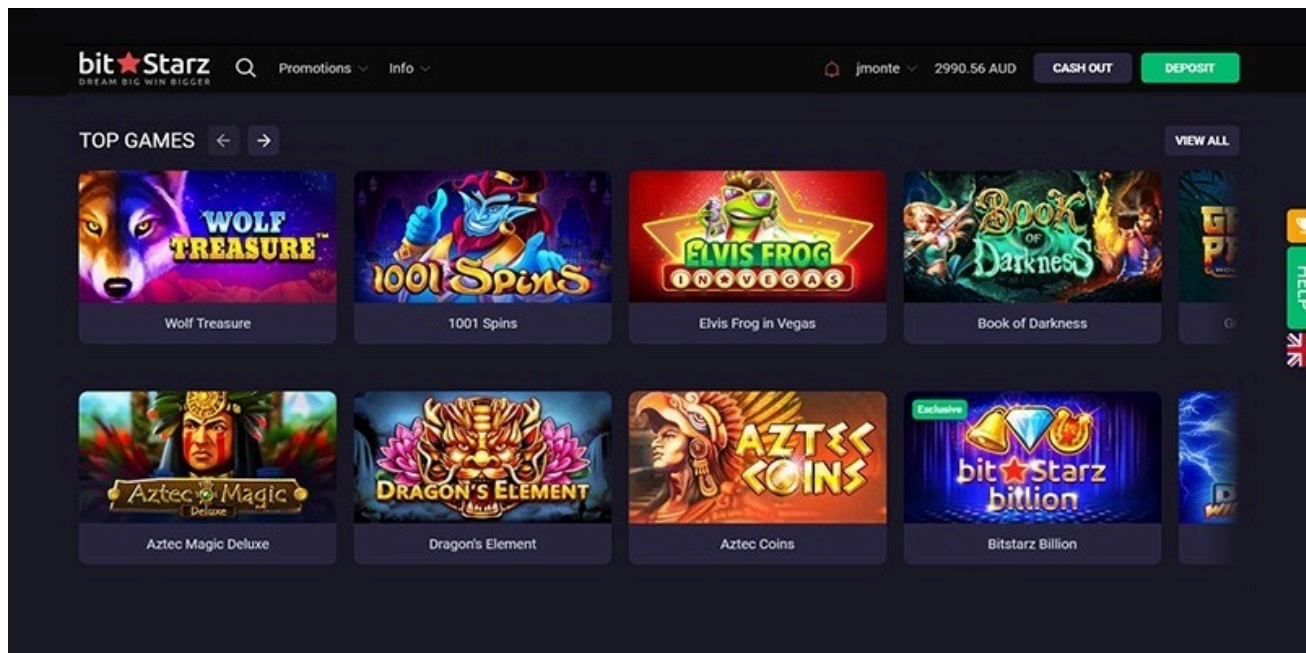 bit★Starz
DREAM BIG WIN BIGGER
Promotions
Info
jmonte
2990.56 AUD
CASH OUT
DEPOSIT
TOP GAMES
VIEW ALL
WOLF
TREASURE™
1001 Spins
ELVIS FROG
IN★VEGAS
BOOK
OF
DARKNESS
Wolf Treasure
1001 Spins
Elvis Frog in Vegas
Book of Darkness
HELP
Aztec Magic
Deluxe
DRAGON'S ELEMENT
AZTEC
COINS
Exclusive
bit★Starz
billion
Aztec Magic Deluxe
Dragon's Element
Aztec Coins
Bitstarz Billion